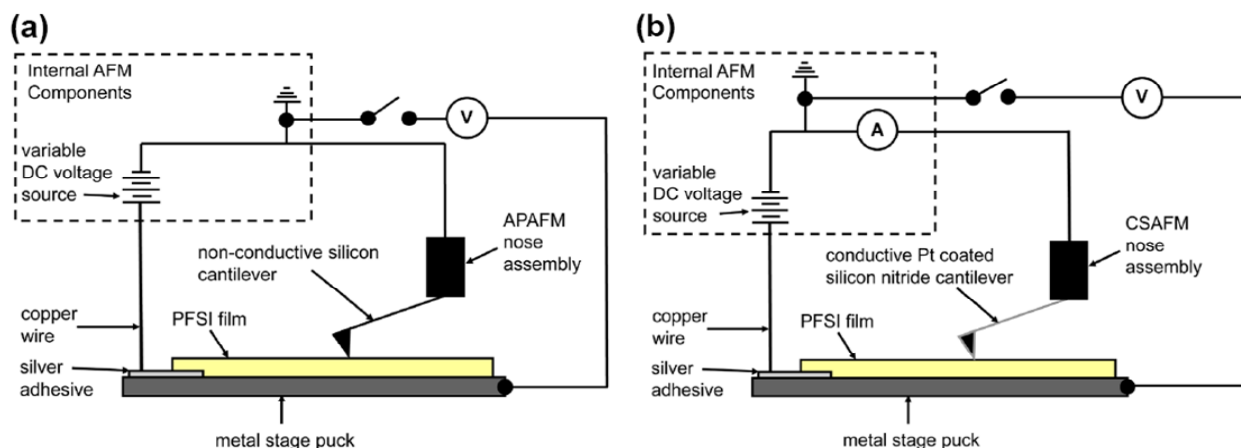 (a)
Internal AFM
Components
V
variable
DC voltage
source
APAFM
nose
assembly
non-conductive silicon
cantilever
copper
wire
PFSI film
silver
adhesive
metal stage puck
(b)
Internal AFM
Components
V
A
variable
DC voltage
source
CSAFM
nose
assembly
conductive Pt coated
silicon nitride cantilever
copper
wire
PFSI film
silver
adhesive
metal stage puck